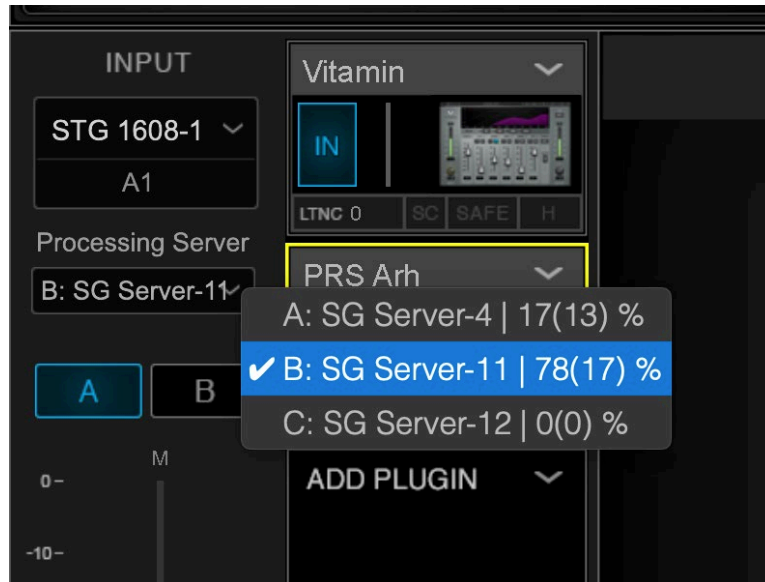 INPUT
STG 1608-1
A1
Processing Server
B: SG Server-11
A
B
M
0-
-10-
Vitamin
IN
LTNC 0
SC
SAFE
H
PRS Arh
A: SG Server-4 | 17(13) %
✔ B: SG Server-11 | 78(17) %
C: SG Server-12 | 0(0) %
ADD PLUGIN